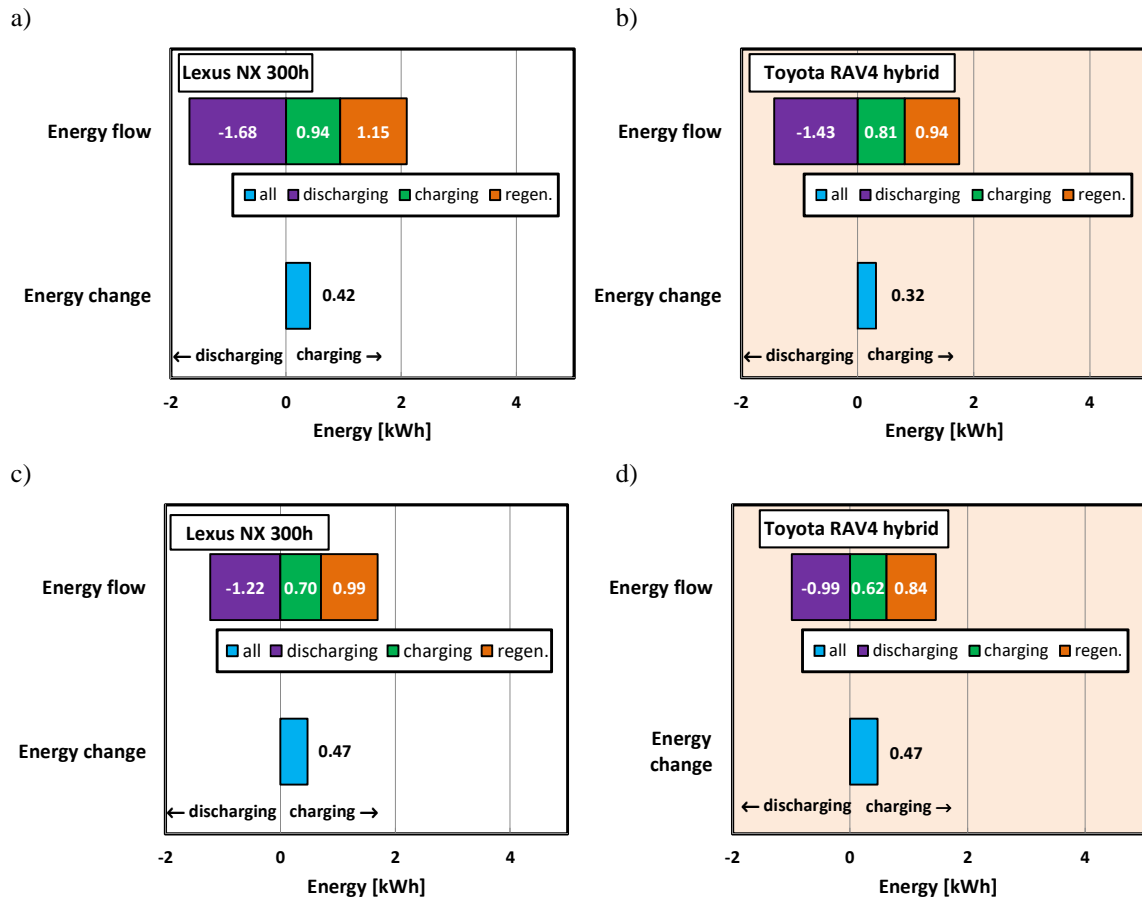 a)
Lexus NX 300h
Energy flow
-1.68 0.94 1.15
all discharging charging regen.
Energy change
0.42
← discharging charging →
-2 0 2 4
Energy [kWh]
b)
Toyota RAV4 hybrid
Energy flow
-1.43 0.81 0.94
all discharging charging regen.
Energy change
0.32
← discharging charging →
-2 0 2 4
Energy [kWh]
c)
Lexus NX 300h
Energy flow
-1.22 0.70 0.99
all discharging charging regen.
Energy change
0.47
← discharging charging →
-2 0 2 4
Energy [kWh]
d)
Toyota RAV4 hybrid
Energy flow
-0.99 0.62 0.84
all discharging charging regen.
Energy
change
0.47
← discharging charging →
-2 0 2 4
Energy [kWh]